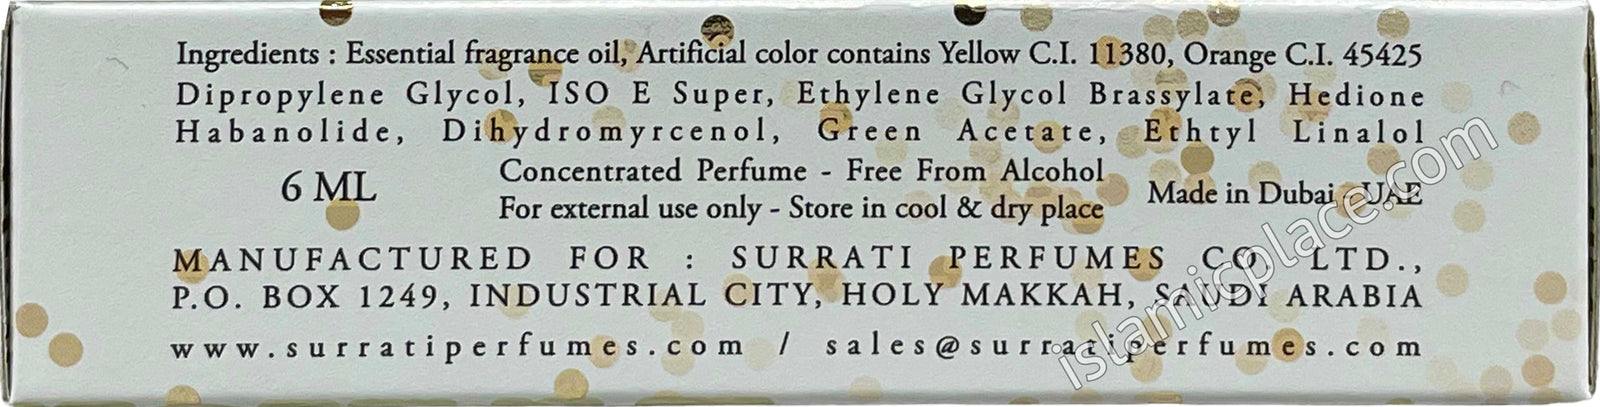 Ingredients : Essential fragrance oil, Artificial color contains Yellow C.I. 11380, Orange C.I. 45425
Dipropylene Glycol, ISO E Super, Ethylene Glycol Brassylate, Hedione
Habanolide, Dihydromyrcenol, Green Acetate, Ethtyl Linalol
6 ML
Concentrated Perfume - Free From Alcohol
For external use only - Store in cool & dry place
Made in Dubai, UAE
MANUFACTURED FOR : SURRATI PERFUMES CO. LTD.,
P.O. BOX 1249, INDUSTRIAL CITY, HOLY MAKKAH, SAUDI ARABIA
www.surratiperfumes.com / sales@surratiperfumes.com
islamicplace.com